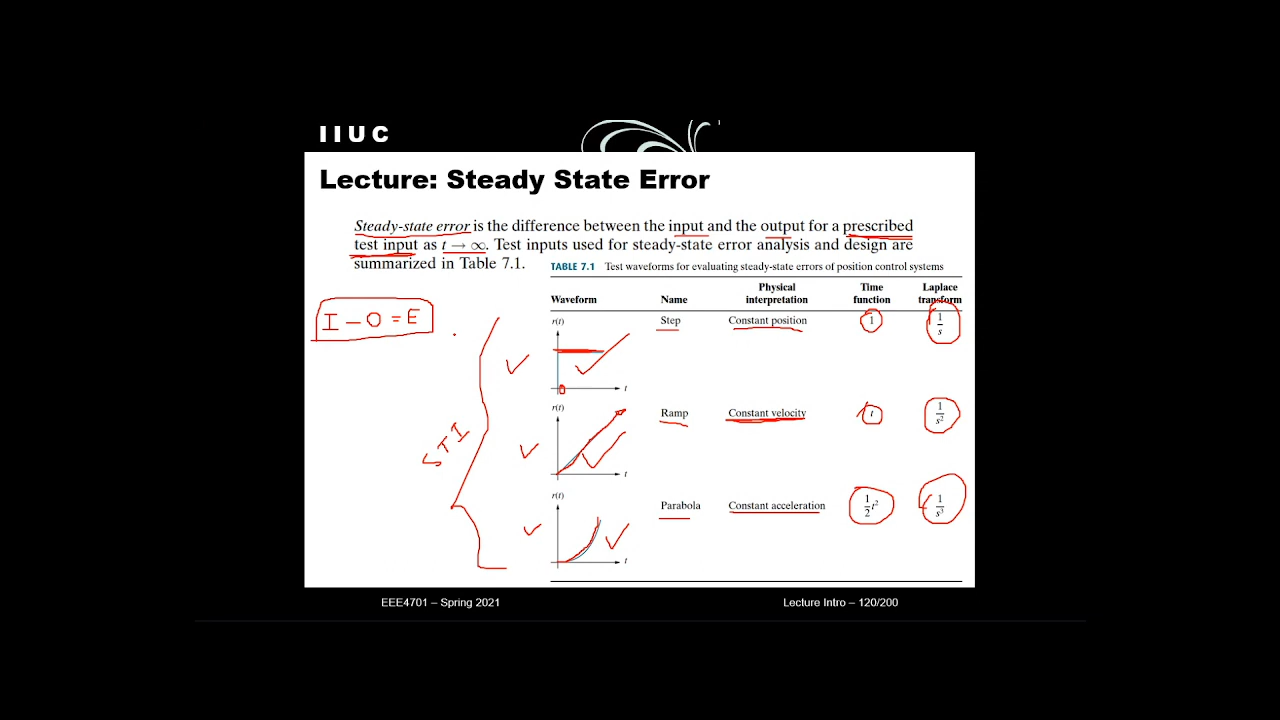 IIUC
Lecture: Steady State Error
Steady-state error is the difference between the input and the output for a prescribed
test input as t → ∞. Test inputs used for steady-state error analysis and design are
summarized in Table 7.1.
TABLE 7.1 Test waveforms for evaluating steady-state errors of position control systems
Waveform Name Physical interpretation Time function Laplace transform
r(t) Step Constant position 1 1/s
0 t
I - O = E
r(t) Ramp Constant velocity t 1/s²
t
STI
r(t) Parabola Constant acceleration 1/2 t² 1/s³
t
EEE4701 – Spring 2021
Lecture Intro – 120/200